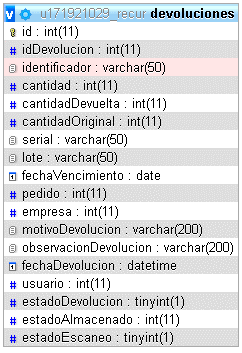 u171921029_recur devoluciones
id : int(11)
idDevolucion : int(11)
identificador : varchar(50)
cantidad : int(11)
cantidadDevuelta : int(11)
cantidadOriginal : int(11)
serial : varchar(50)
lote : varchar(50)
fechaVencimiento : date
pedido : int(11)
empresa : int(11)
motivoDevolucion : varchar(200)
observacionDevolucion : varchar(200)
fechaDevolucion : datetime
usuario : int(11)
estadoDevolucion : tinyint(1)
estadoAlmacenado : int(11)
estadoEscaneo : tinyint(1)